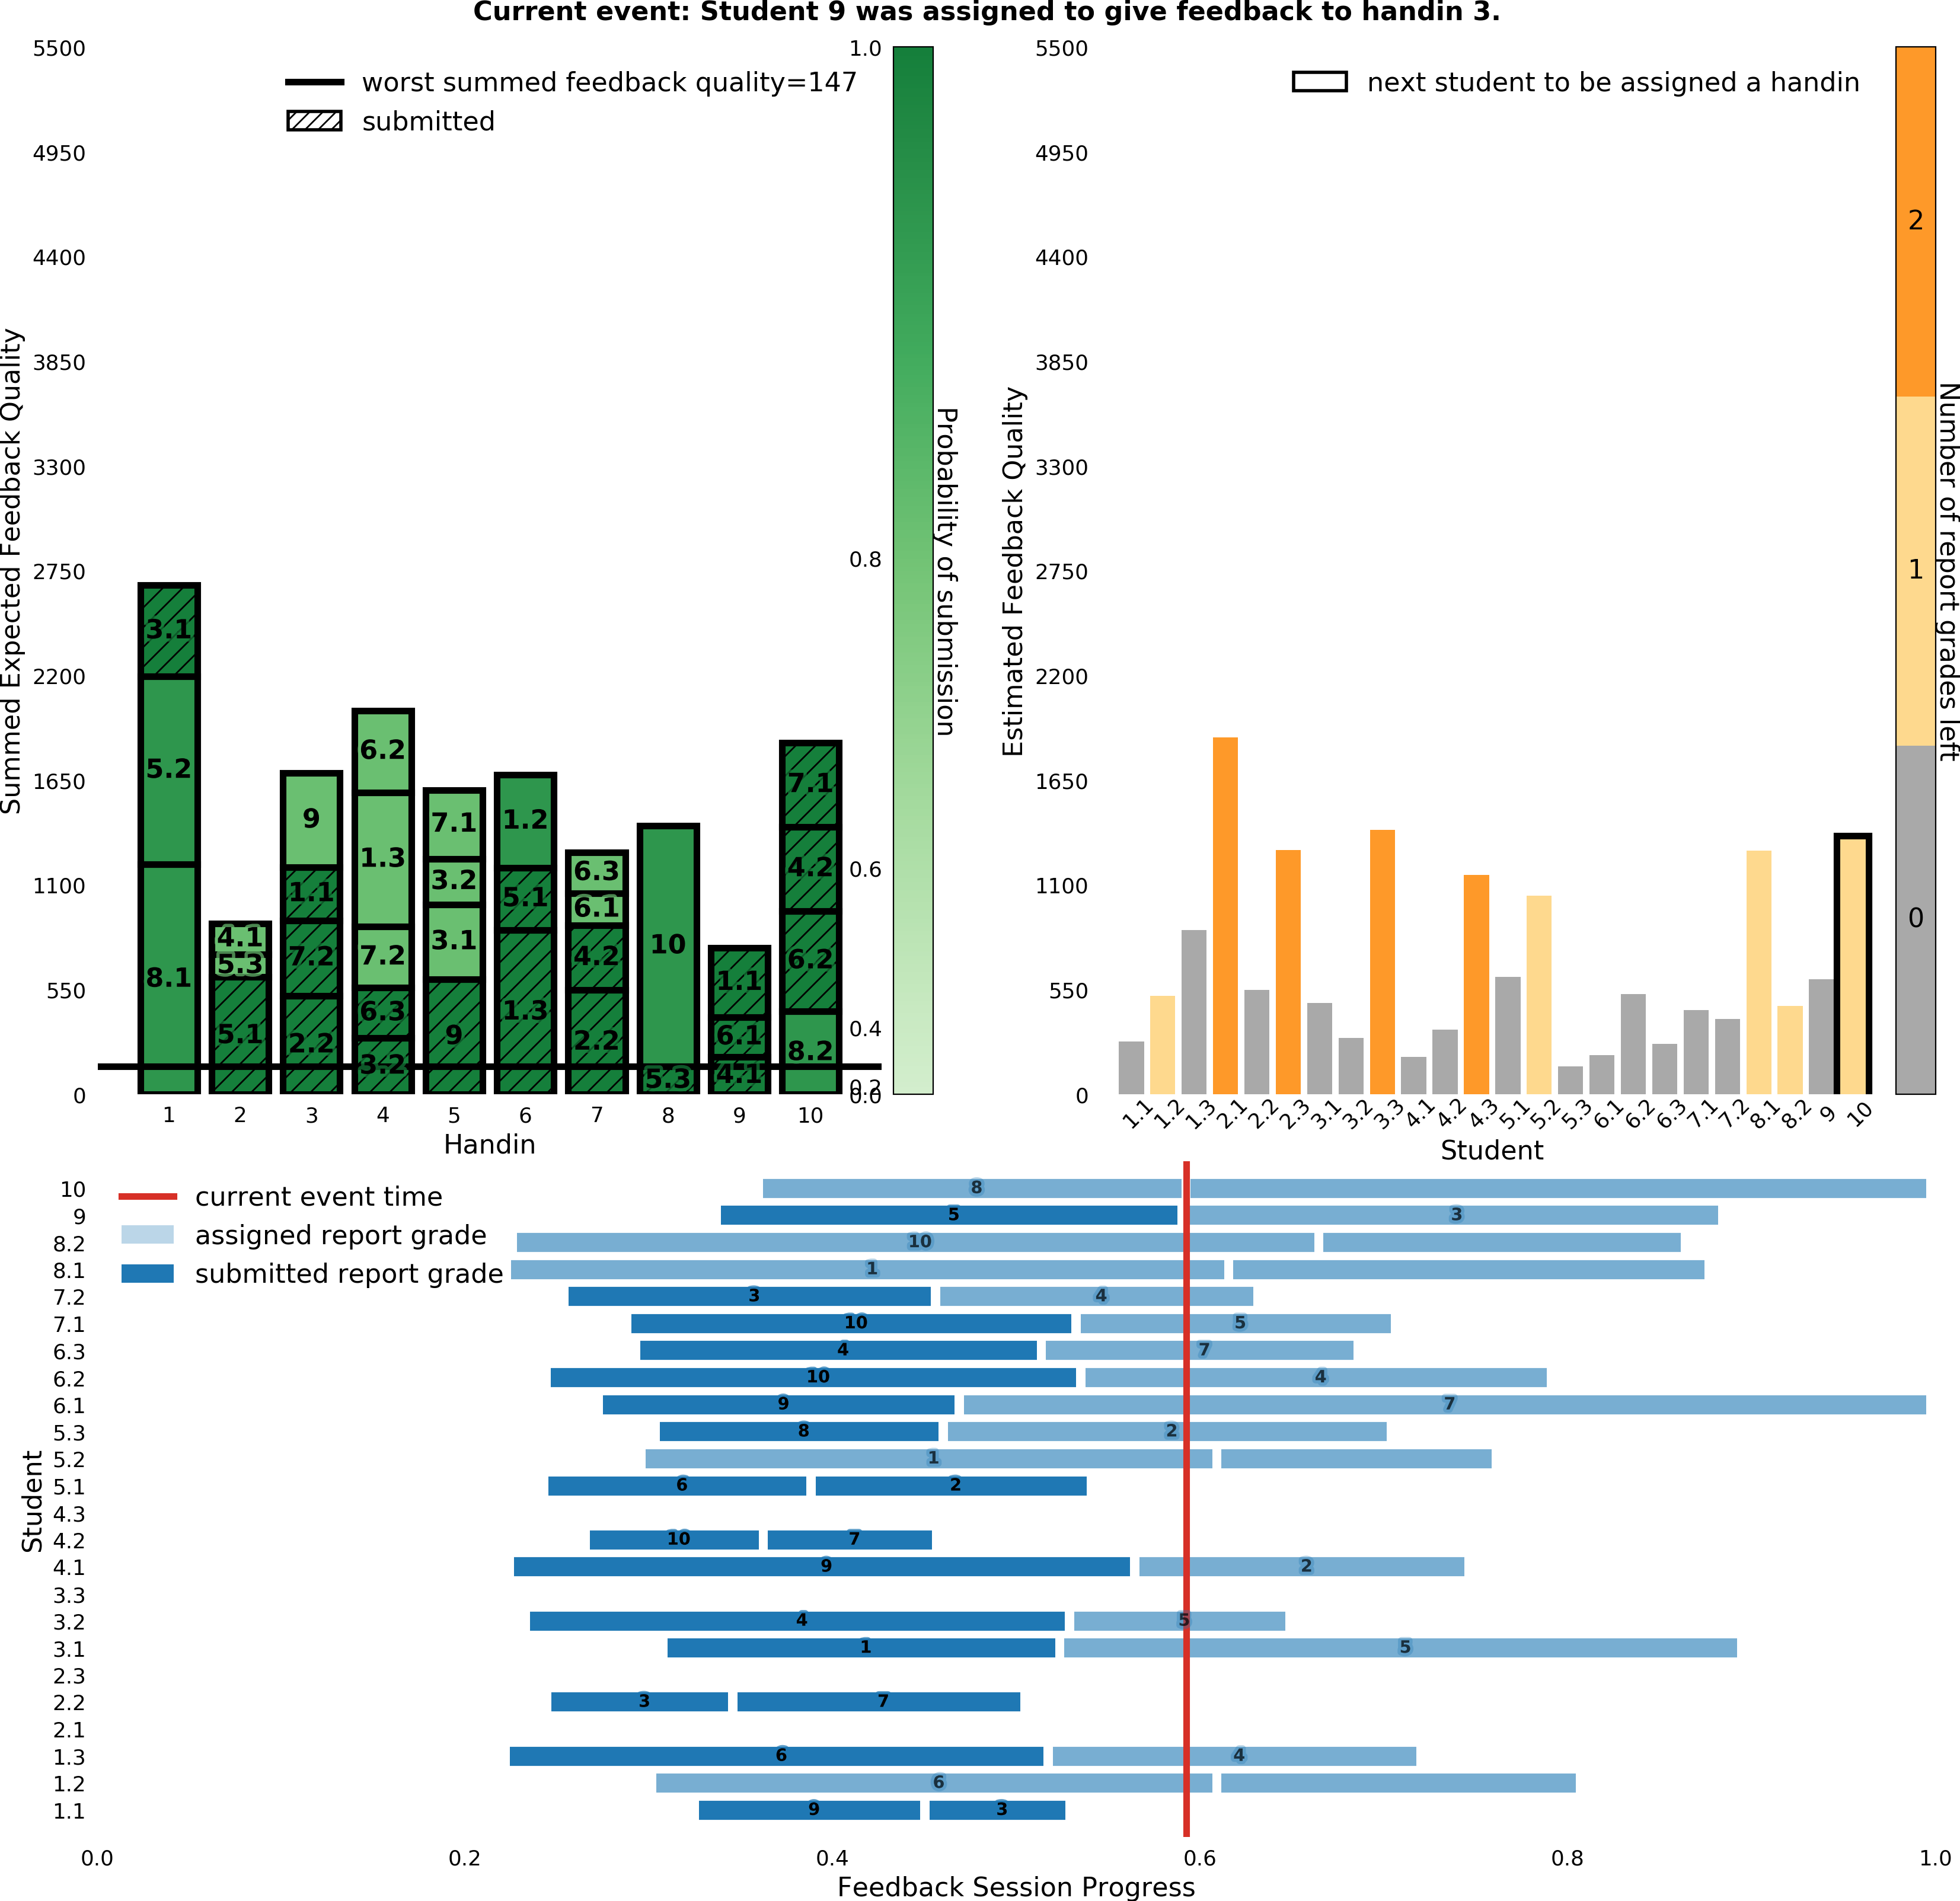 Current event: Student 9 was assigned to give feedback to handin 3.
5500
4950
4400
3850
3300
2750
2200
1650
1100
550
0
Summed Expected Feedback Quality
worst summed feedback quality=147
submitted
3.1
5.2
8.1
4.1
5.3
5.1
9
1.1
7.2
2.2
6.2
1.3
7.2
6.3
3.2
7.1
3.2
3.1
9
1.2
5.1
1.3
6.3
6.1
4.2
2.2
10
5.3
1.1
6.1
4.1
7.1
4.2
6.2
8.2
1 2 3 4 5 6 7 8 9 10
Handin
1.0
0.8
0.6
0.4
0.2
0.0
Probability of submission
5500
4950
4400
3850
3300
2750
2200
1650
1100
550
0
Estimated Feedback Quality
next student to be assigned a handin
1.1 1.2 1.3 2.1 2.2 2.3 3.1 3.2 3.3 4.1 4.2 4.3 5.1 5.2 5.3 6.1 6.2 6.3 7.1 7.2 8.1 8.2 9 10
Student
2
1
0
Number of report grades left
current event time
assigned report grade
submitted report grade
Student
10 8
9 5 3
8.2 10
8.1 1
7.2 3 4
7.1 10 5
6.3 4 7
6.2 10 4
6.1 9 7
5.3 8 2
5.2 1
5.1 6 2
4.3
4.2 10 7
4.1 9 2
3.3
3.2 4 5
3.1 1 5
2.3
2.2 3 7
2.1
1.3 6 4
1.2 6
1.1 9 3
0.0 0.2 0.4 0.6 0.8 1.0
Feedback Session Progress